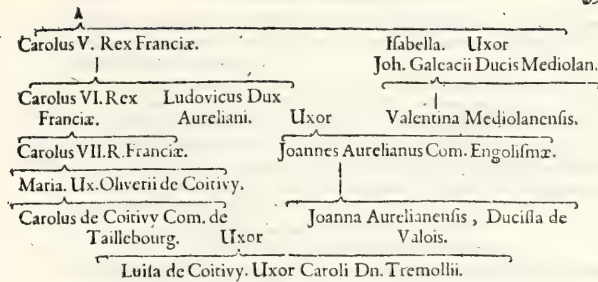 A
Carolus V. Rex Franciæ. Isabella. Uxor
Joh. Galeacii Ducis Mediolan.
Carolus VI. Rex Ludovicus Dux
Franciæ. Aureliani. Uxor Valentina Mediolanensis.
Carolus VII. R. Franciæ. Joannes Aurelianus Com. Engolismæ.
Maria. Ux. Oliverii de Coitivy.
Carolus de Coitivy Com. de Joanna Aurelianensis, Ducissa de
Taillebourg. Uxor Valois.
Luisa de Coitivy. Uxor Caroli Dn. Tremollii.